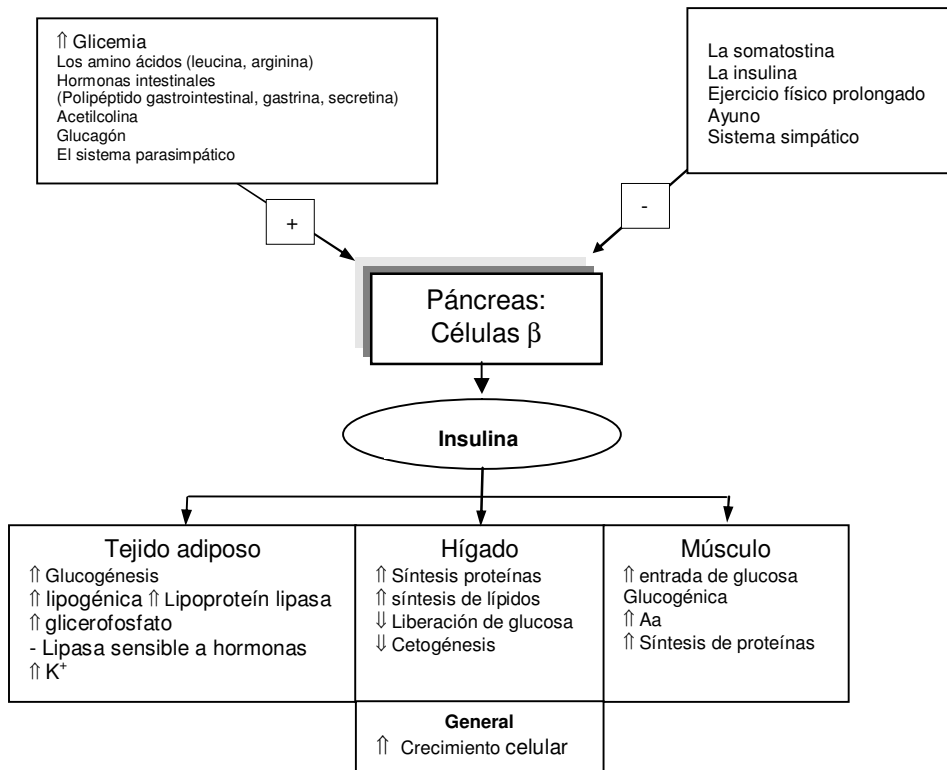 ⇑ Glicemia
Los amino ácidos (leucina, arginina)
Hormonas intestinales
(Polipéptido gastrointestinal, gastrina, secretina)
Acetilcolina
Glucagón
El sistema parasimpático
La somatostina
La insulina
Ejercicio físico prolongado
Ayuno
Sistema simpático
+
-
Páncreas:
Células β
Insulina
Tejido adiposo
⇑ Glucogénesis
⇑ lipogénica ⇑ Lipoproteín lipasa
⇑ glicerofosfato
- Lipasa sensible a hormonas
⇑ K⁺
Hígado
⇑ Síntesis proteínas
⇑ síntesis de lípidos
⇓ Liberación de glucosa
⇓ Cetogénesis
Músculo
⇑ entrada de glucosa
Glucogénica
⇑ Aa
⇑ Síntesis de proteínas
General
⇑ Crecimiento celular